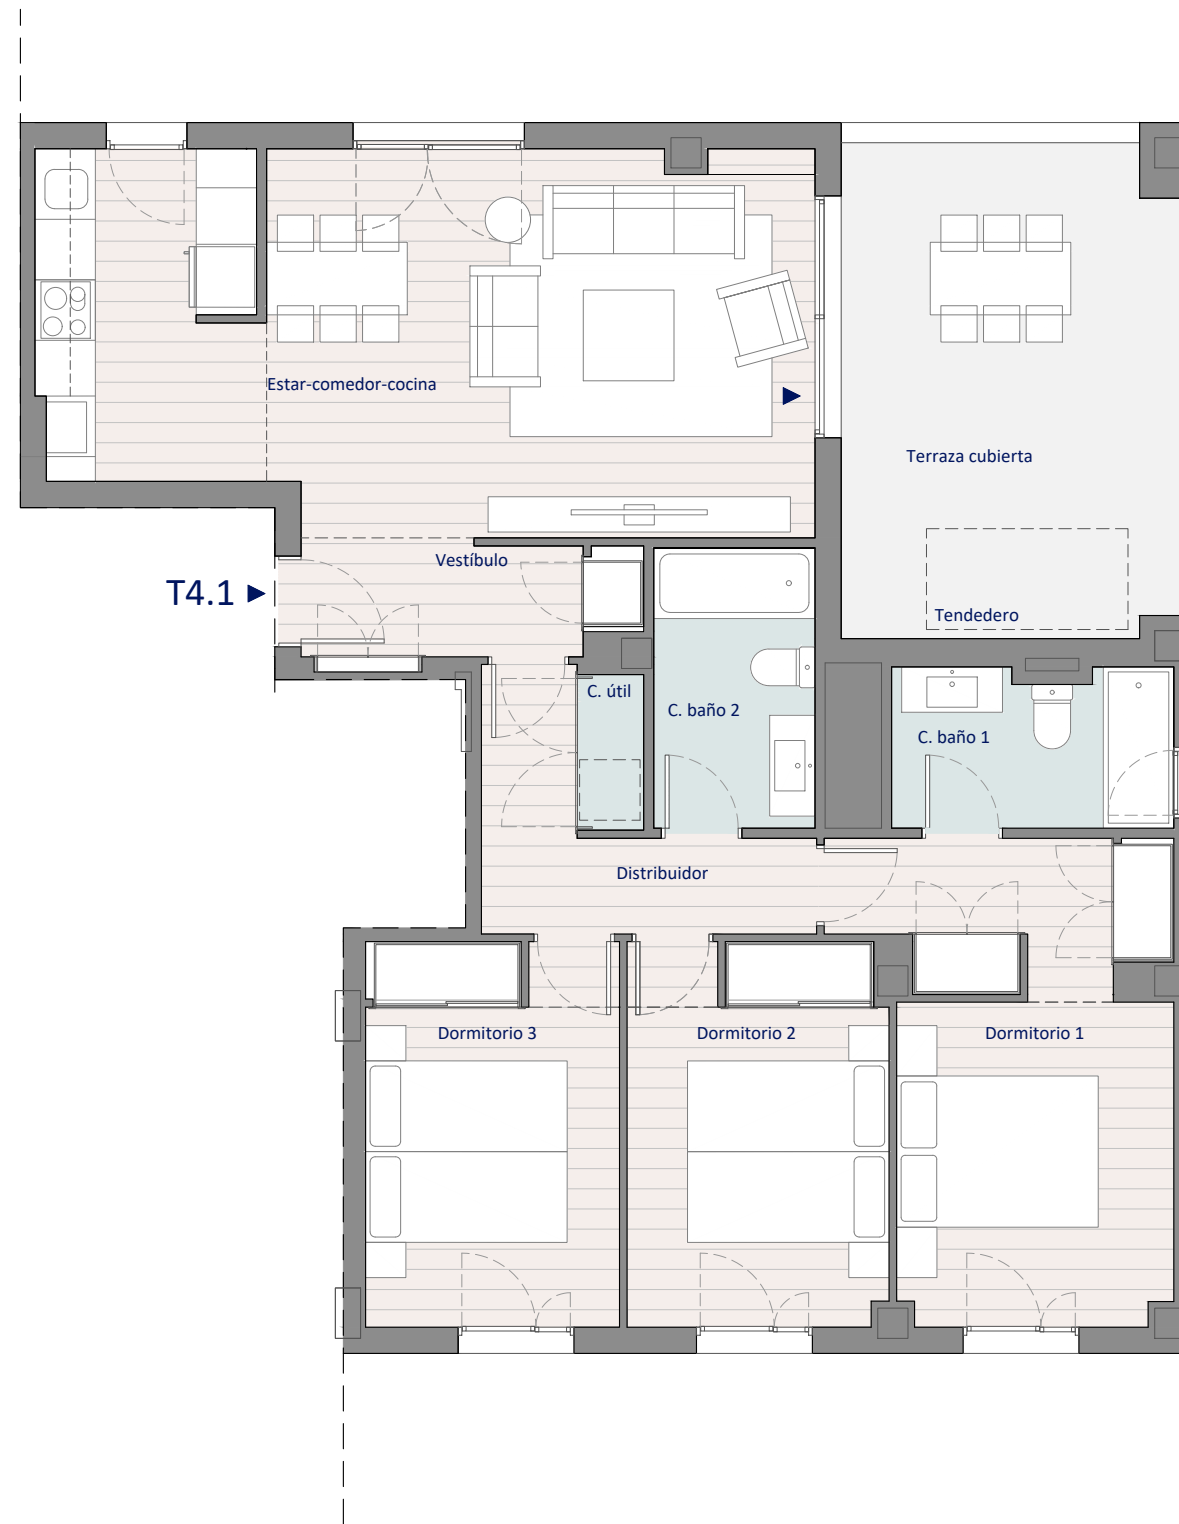 Estar-comedor-cocina
Terraza cubierta
Vestíbulo
T4.1
Tendedero
C. útil
C. baño 2
C. baño 1
Distribuidor
Dormitorio 3
Dormitorio 2
Dormitorio 1